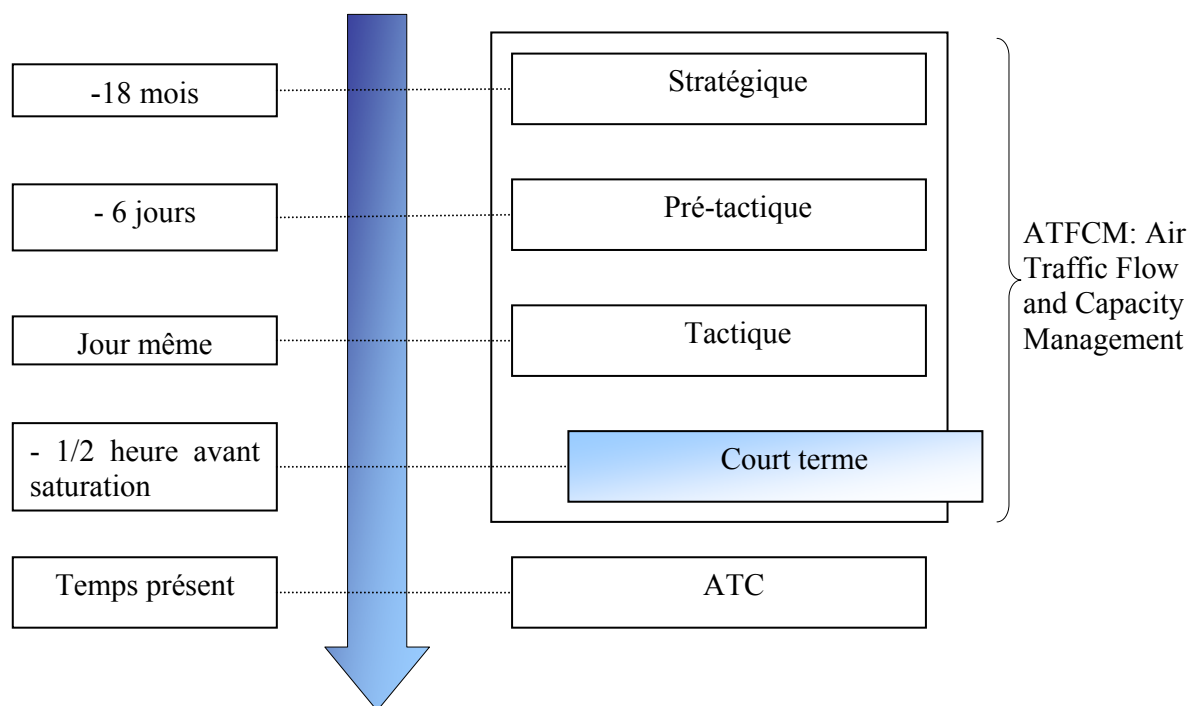 -18 mois
Stratégique
- 6 jours
Pré-tactique
Jour même
Tactique
- 1/2 heure avant
saturation
Court terme
Temps présent
ATC
ATFCM: Air
Traffic Flow
and Capacity
Management